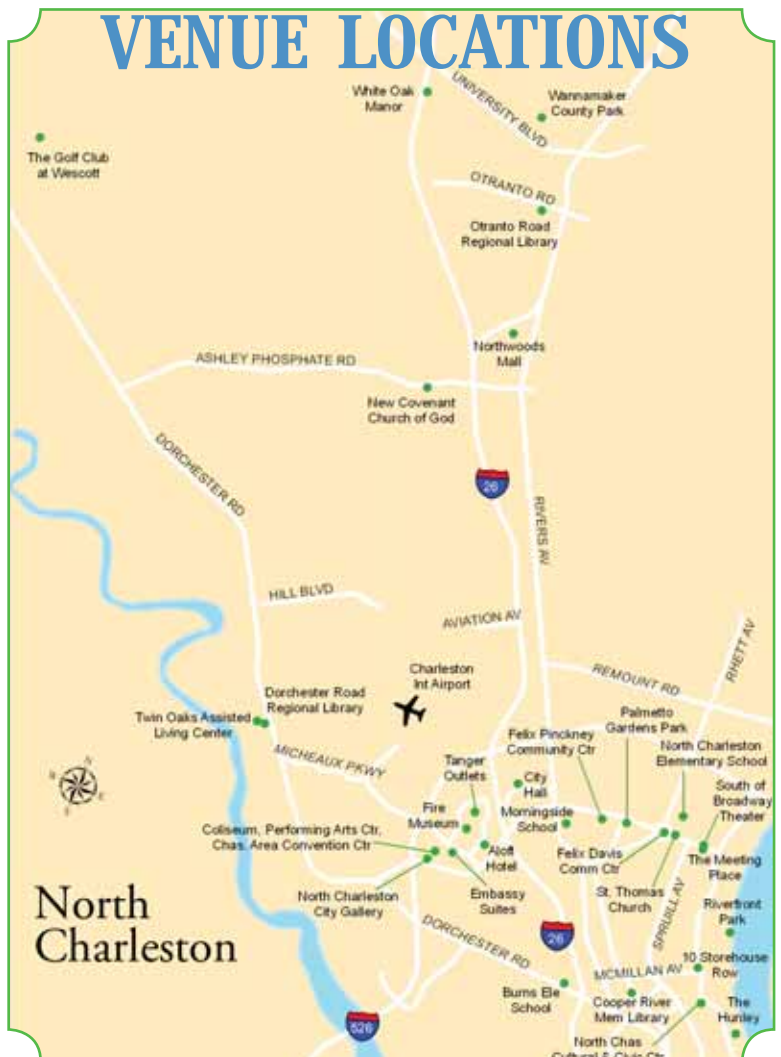 VENUE LOCATIONS
White Oak
Manor
UNIVERSITY BLVD
Wannamaker
County Park
The Golf Club
at Wescott
OTRANTO RD
Otranto Road
Regional Library
Northwoods
Mall
ASHLEY PHOSPHATE RD
New Covenant
Church of God
DORCHESTER RD
26
RIVERS AV
HILL BLVD
AVIATION AV
RHETT AV
Charleston
Int Airport
REMOUNT RD
Dorchester Road
Regional Library
Twin Oaks Assisted
Living Center
Palmetto
Gardens Park
Felix Pinckney
Community Ctr
North Charleston
Elementary School
MICHEAUX PKWY
Tanger
Outlets
City
Hall
South of
Broadway
Theater
N
W
E
S
Fire
Museum
Morningside
School
Coliseum, Performing Arts Ctr,
Chas. Area Convention Ctr
Aloft
Hotel
Felix Davis
Comm Ctr
The Meeting
Place
North Charleston
City Gallery
Embassy
Suites
St. Thomas
Church
SPRUILL AV
Riverfront
Park
North
Charleston
DORCHESTER RD
26
MCMILLAN AV
10 Storehouse
Row
Burns Ele
School
Cooper River
Mem Library
The
Hunley
526
North Chas
Cultural & Civic Ctr